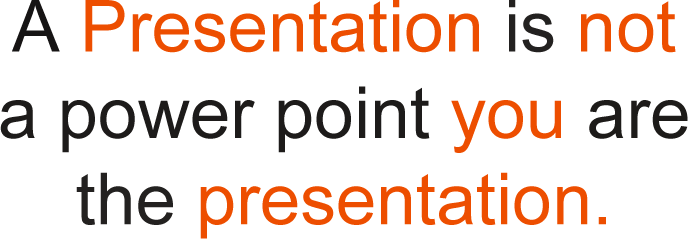 A Presentation is not
a power point you are
the presentation.